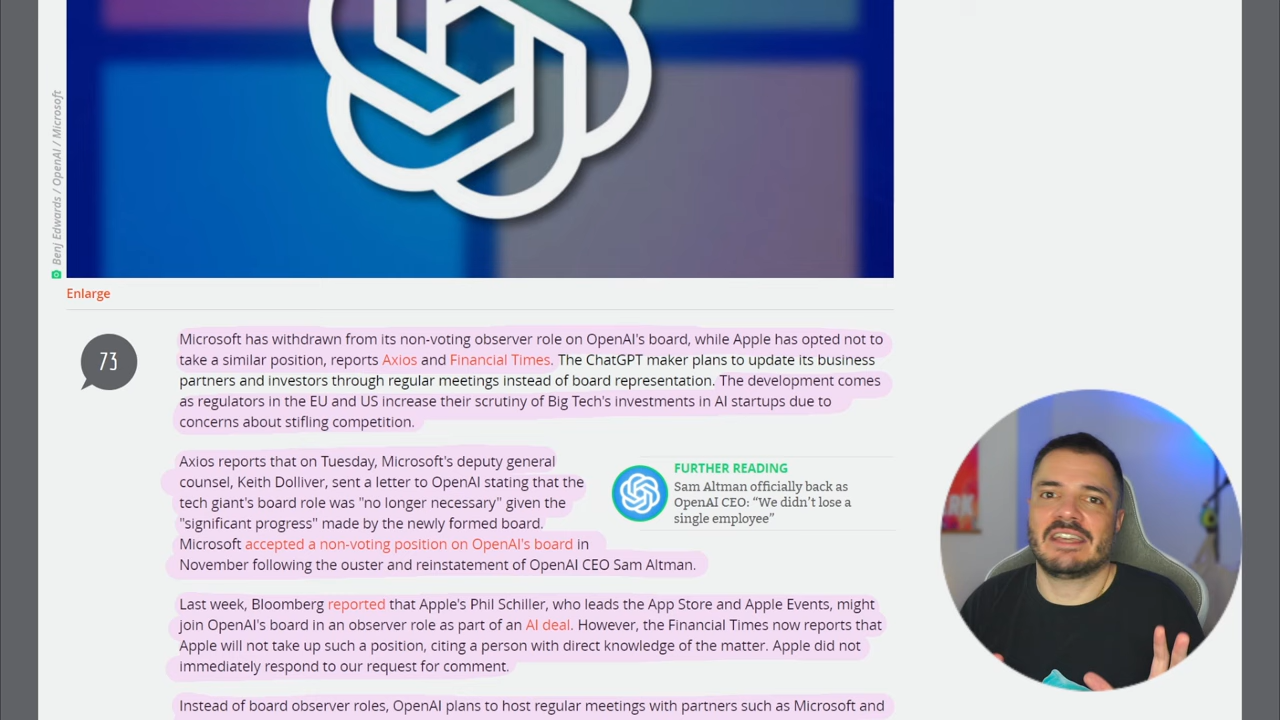 Benj Edwards / OpenAI / Microsoft
Enlarge
73
Microsoft has withdrawn from its non-voting observer role on OpenAI's board, while Apple has opted not to
take a similar position, reports Axios and Financial Times. The ChatGPT maker plans to update its business
partners and investors through regular meetings instead of board representation. The development comes
as regulators in the EU and US increase their scrutiny of Big Tech's investments in AI startups due to
concerns about stifling competition.
Axios reports that on Tuesday, Microsoft's deputy general
counsel, Keith Dolliver, sent a letter to OpenAI stating that the
tech giant's board role was "no longer necessary" given the
"significant progress" made by the newly formed board.
Microsoft accepted a non-voting position on OpenAI's board in
November following the ouster and reinstatement of OpenAI CEO Sam Altman.
FURTHER READING
Sam Altman officially back as
OpenAI CEO: “We didn’t lose a
single employee”
Last week, Bloomberg reported that Apple's Phil Schiller, who leads the App Store and Apple Events, might
join OpenAI's board in an observer role as part of an AI deal. However, the Financial Times now reports that
Apple will not take up such a position, citing a person with direct knowledge of the matter. Apple did not
immediately respond to our request for comment.
Instead of board observer roles, OpenAI plans to host regular meetings with partners such as Microsoft and